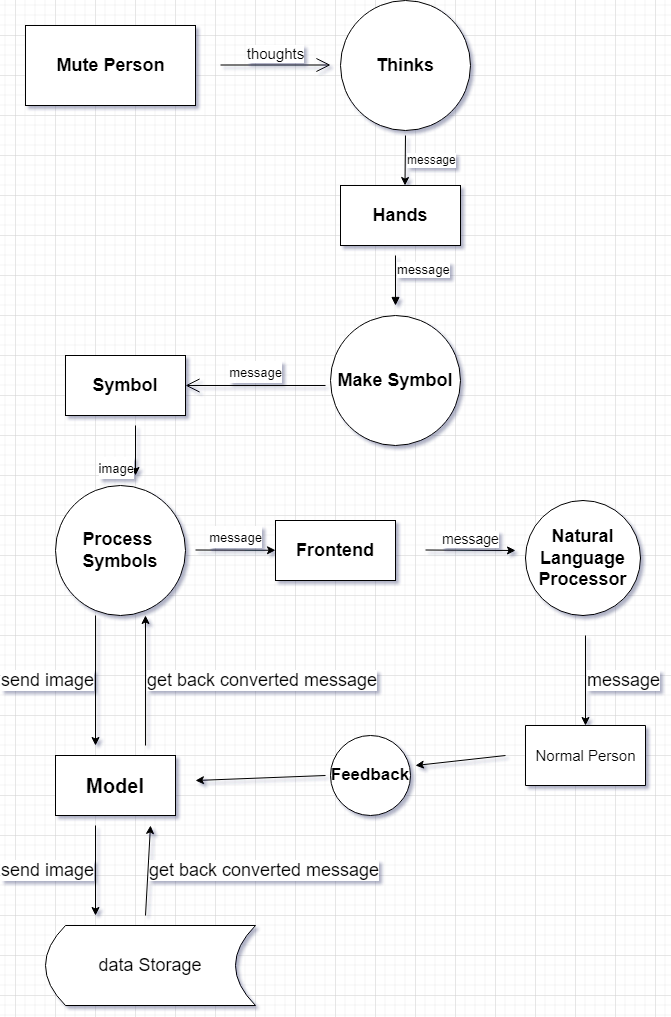 Mute Person
thoughts
Thinks
message
Hands
message
Make Symbol
message
Symbol
image
Process
Symbols
message
Frontend
message
Natural
Language
Processor
send image
get back converted message
message
Normal Person
Feedback
Model
send image
get back converted message
data Storage